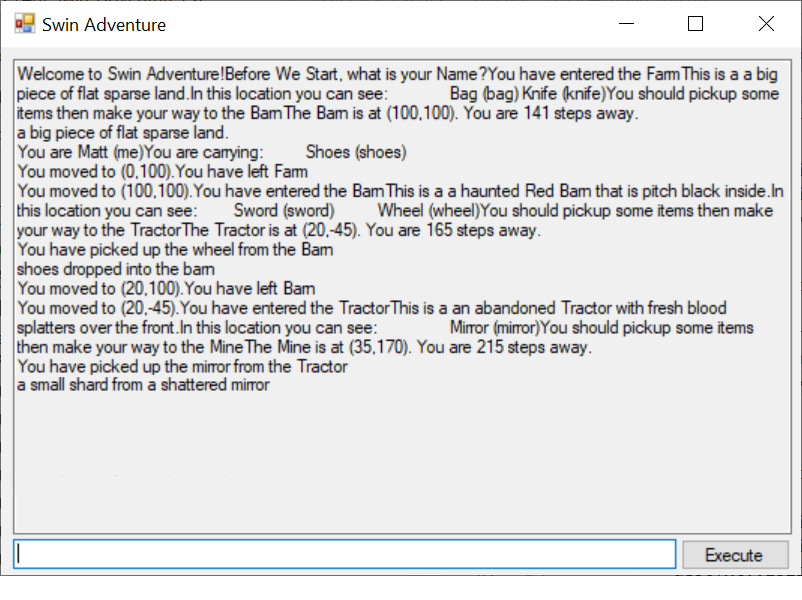 Swin Adventure
Welcome to Swin Adventure!Before We Start, what is your Name?You have entered the FarmThis is a a big
piece of flat sparse land.In this location you can see: Bag (bag) Knife (knife)You should pickup some
items then make your way to the BarnThe Barn is at (100,100). You are 141 steps away.
a big piece of flat sparse land.
You are Matt (me)You are carrying: Shoes (shoes)
You moved to (0,100).You have left Farm
You moved to (100,100).You have entered the BarnThis is a a haunted Red Barn that is pitch black inside.In
this location you can see: Sword (sword) Wheel (wheel)You should pickup some items then make
your way to the TractorThe Tractor is at (20,-45). You are 165 steps away.
You have picked up the wheel from the Barn
shoes dropped into the barn
You moved to (20,100).You have left Barn
You moved to (20,-45).You have entered the TractorThis is a an abandoned Tractor with fresh blood
splatters over the front.In this location you can see: Mirror (mirror)You should pickup some items
then make your way to the MineThe Mine is at (35,170). You are 215 steps away.
You have picked up the mirror from the Tractor
a small shard from a shattered mirror
Execute